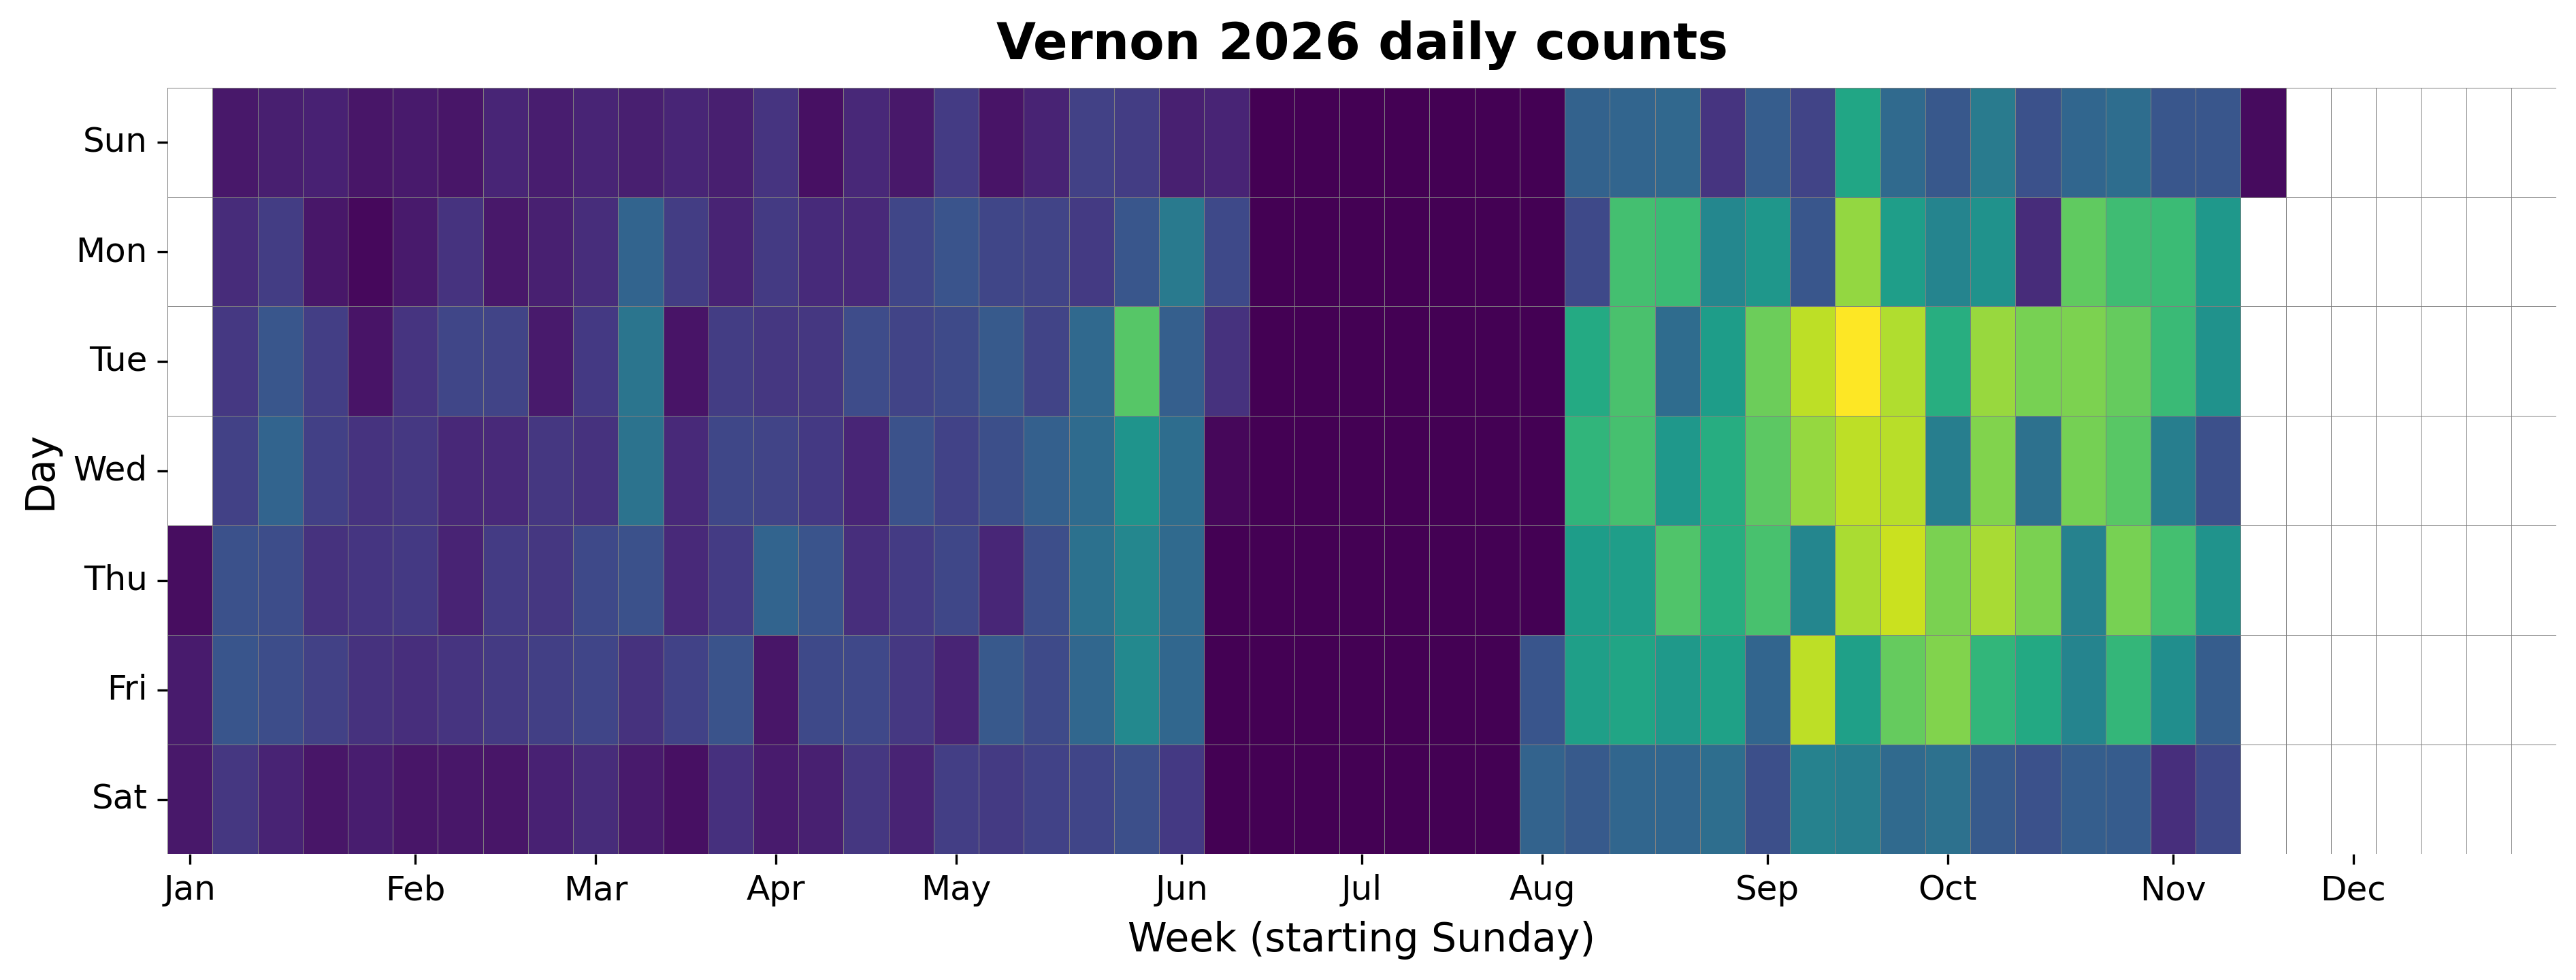 Vernon 2026 daily counts
Day
Sun
Mon
Tue
Wed
Thu
Fri
Sat
Jan Feb Mar Apr May Jun Jul Aug Sep Oct Nov Dec
Week (starting Sunday)